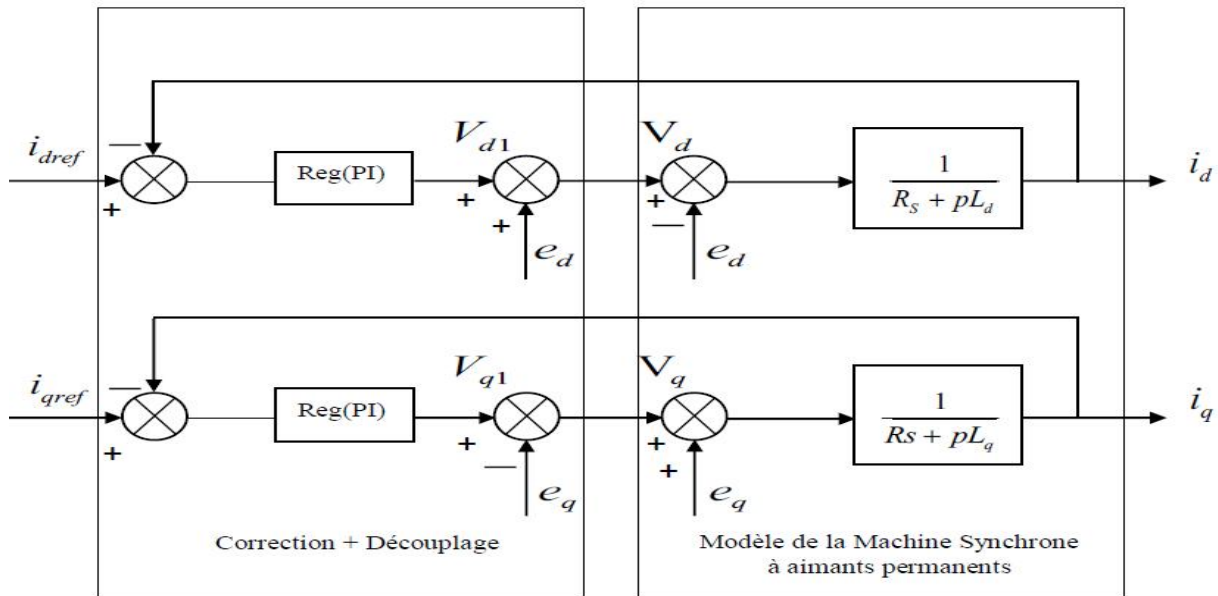 i_dref
—
+
Reg(PI)
V_d1
+
+
e_d
V_d
+
—
e_d
1
R_S + pL_d
i_d
i_qref
—
+
Reg(PI)
V_q1
+
—
e_q
V_q
+
+
e_q
1
Rs + pL_q
i_q
Correction + Découplage
Modèle de la Machine Synchrone
à aimants permanents